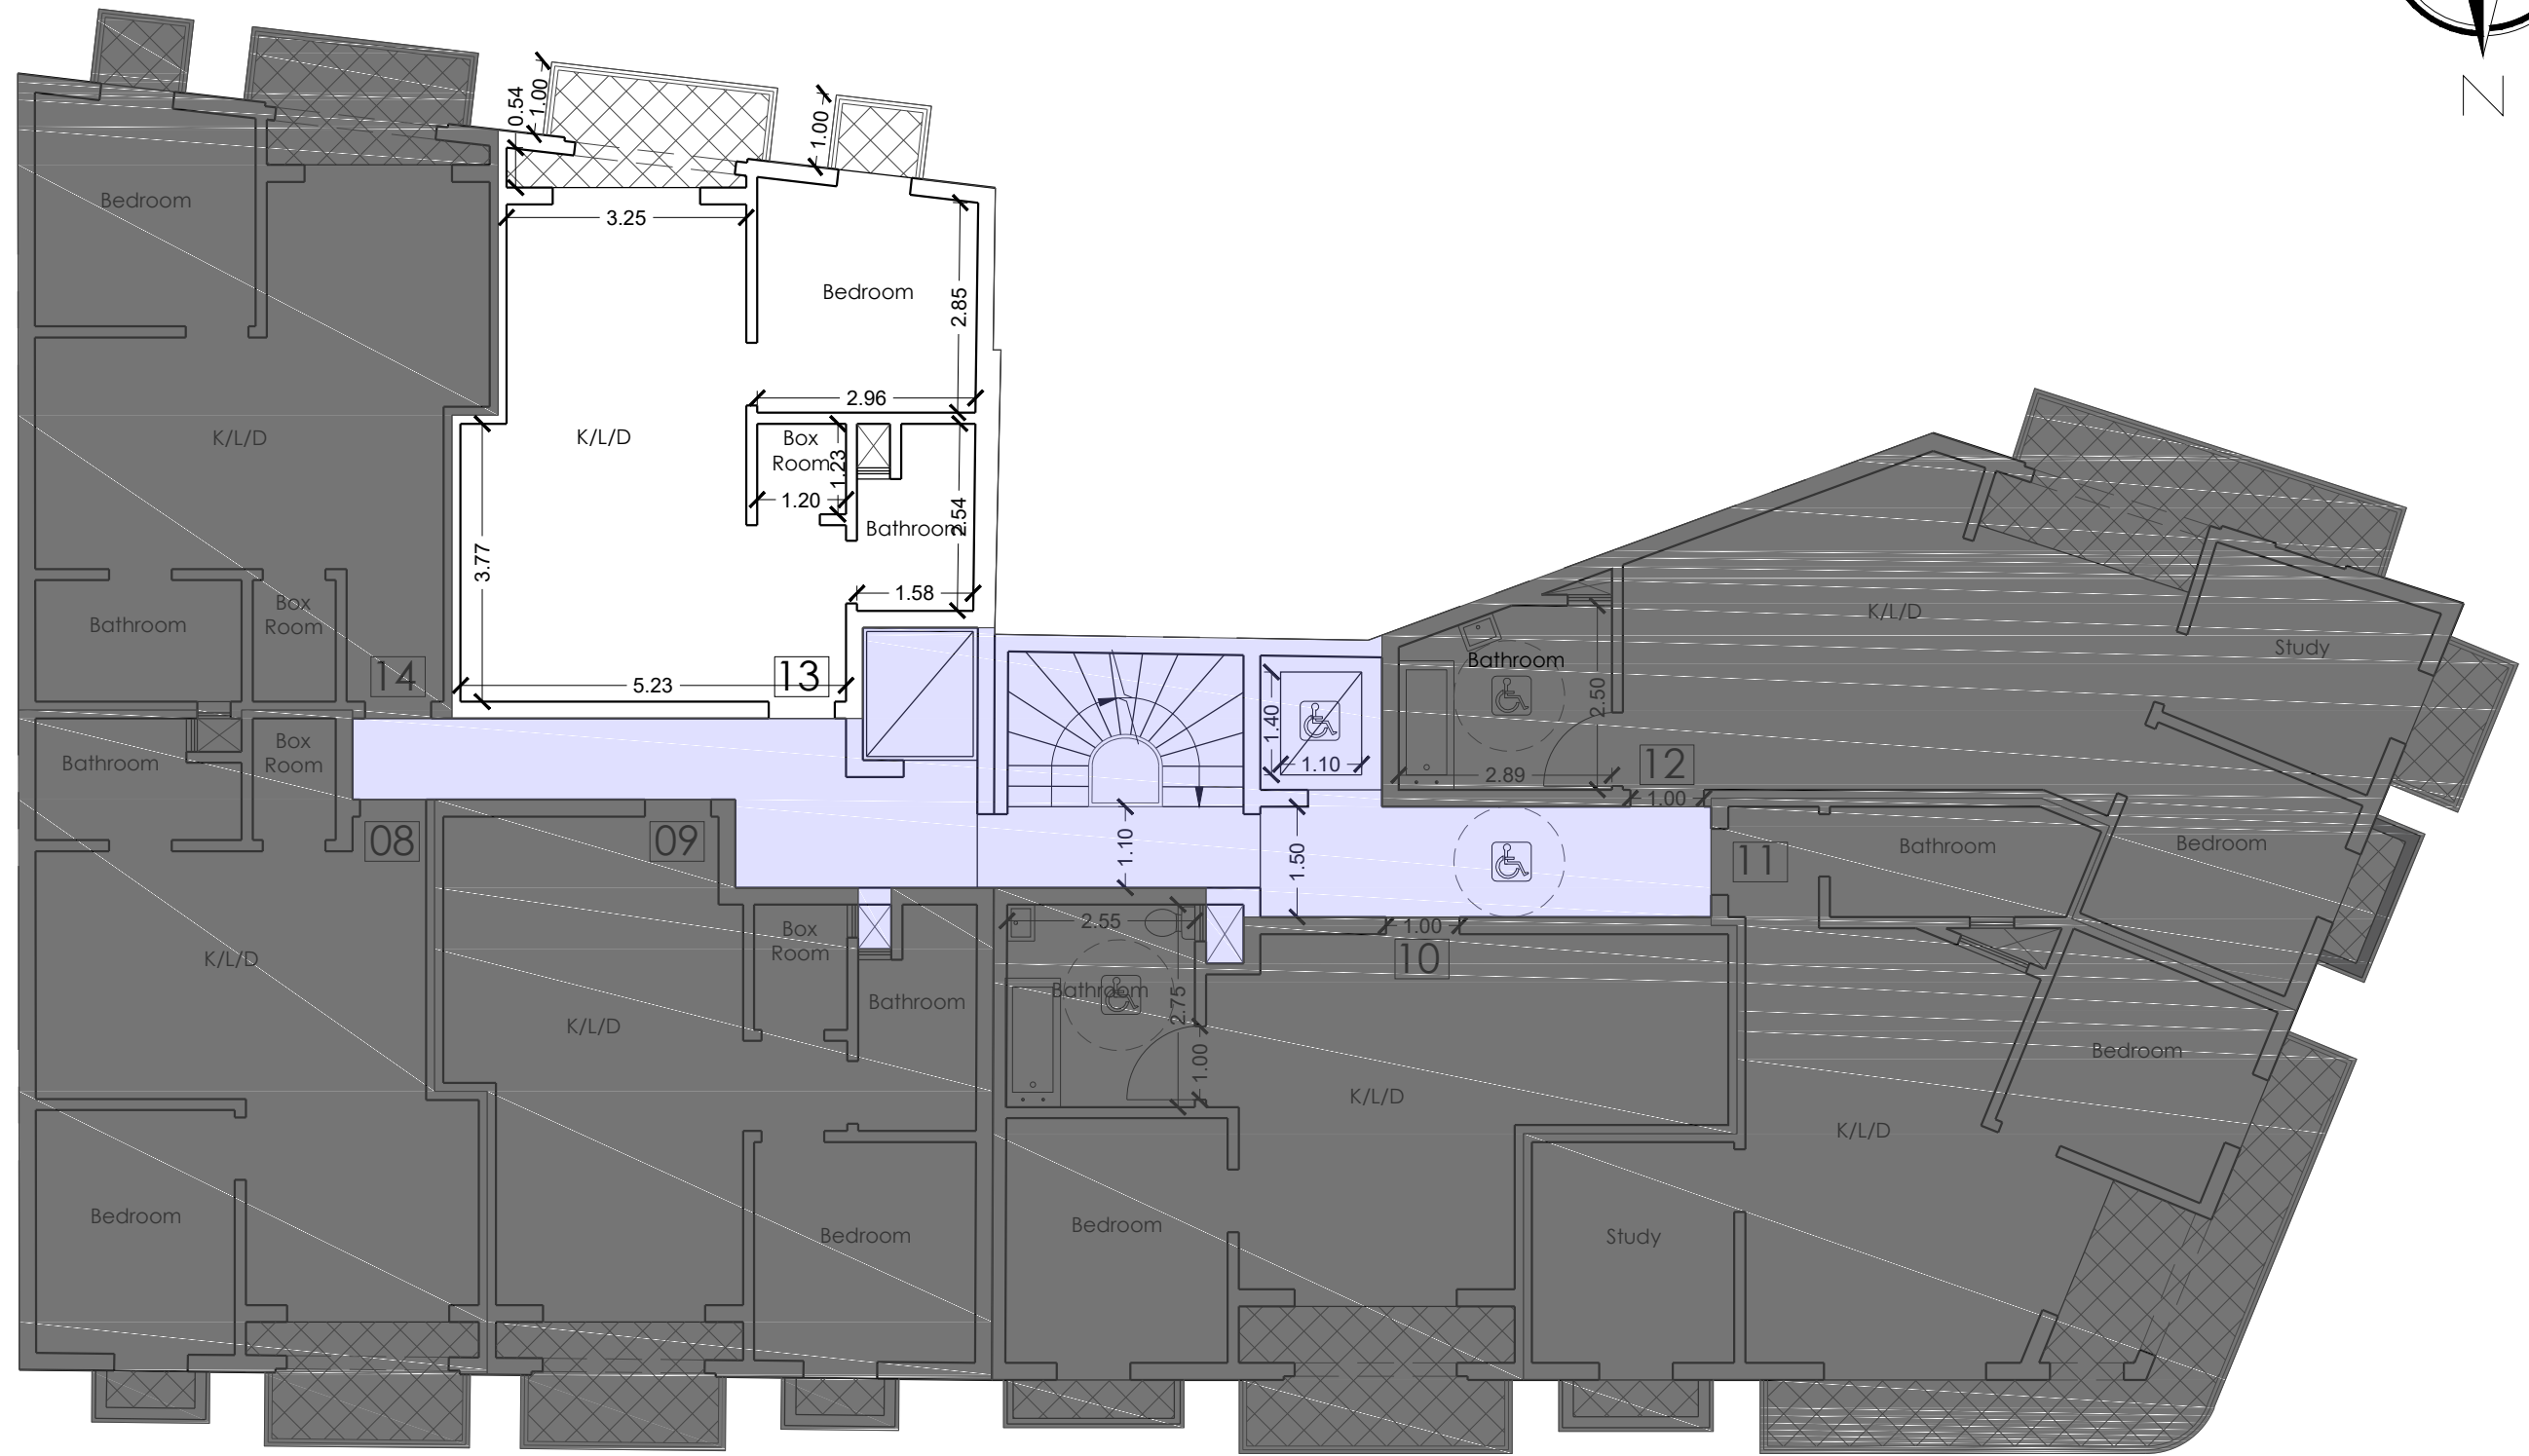 N
0.54
1.00
1.00
Bedroom
3.25
Bedroom
2.85
2.96
K/L/D
K/L/D
Box
Room
1.23
1.20
Bathroom
2.54
3.77
1.58
Box
Room
Bathroom
14
5.23
13
K/L/D
Study
Bathroom
2.50
1.40
1.10
2.89
12
1.00
Bathroom
Box
Room
08
09
1.10
1.50
11
Bathroom
Bedroom
2.55
1.00
10
K/L/D
Box
Room
Bathroom
K/L/D
Bathroom
2.75
1.00
K/L/D
Bedroom
K/L/D
Bedroom
Bedroom
Bedroom
Study